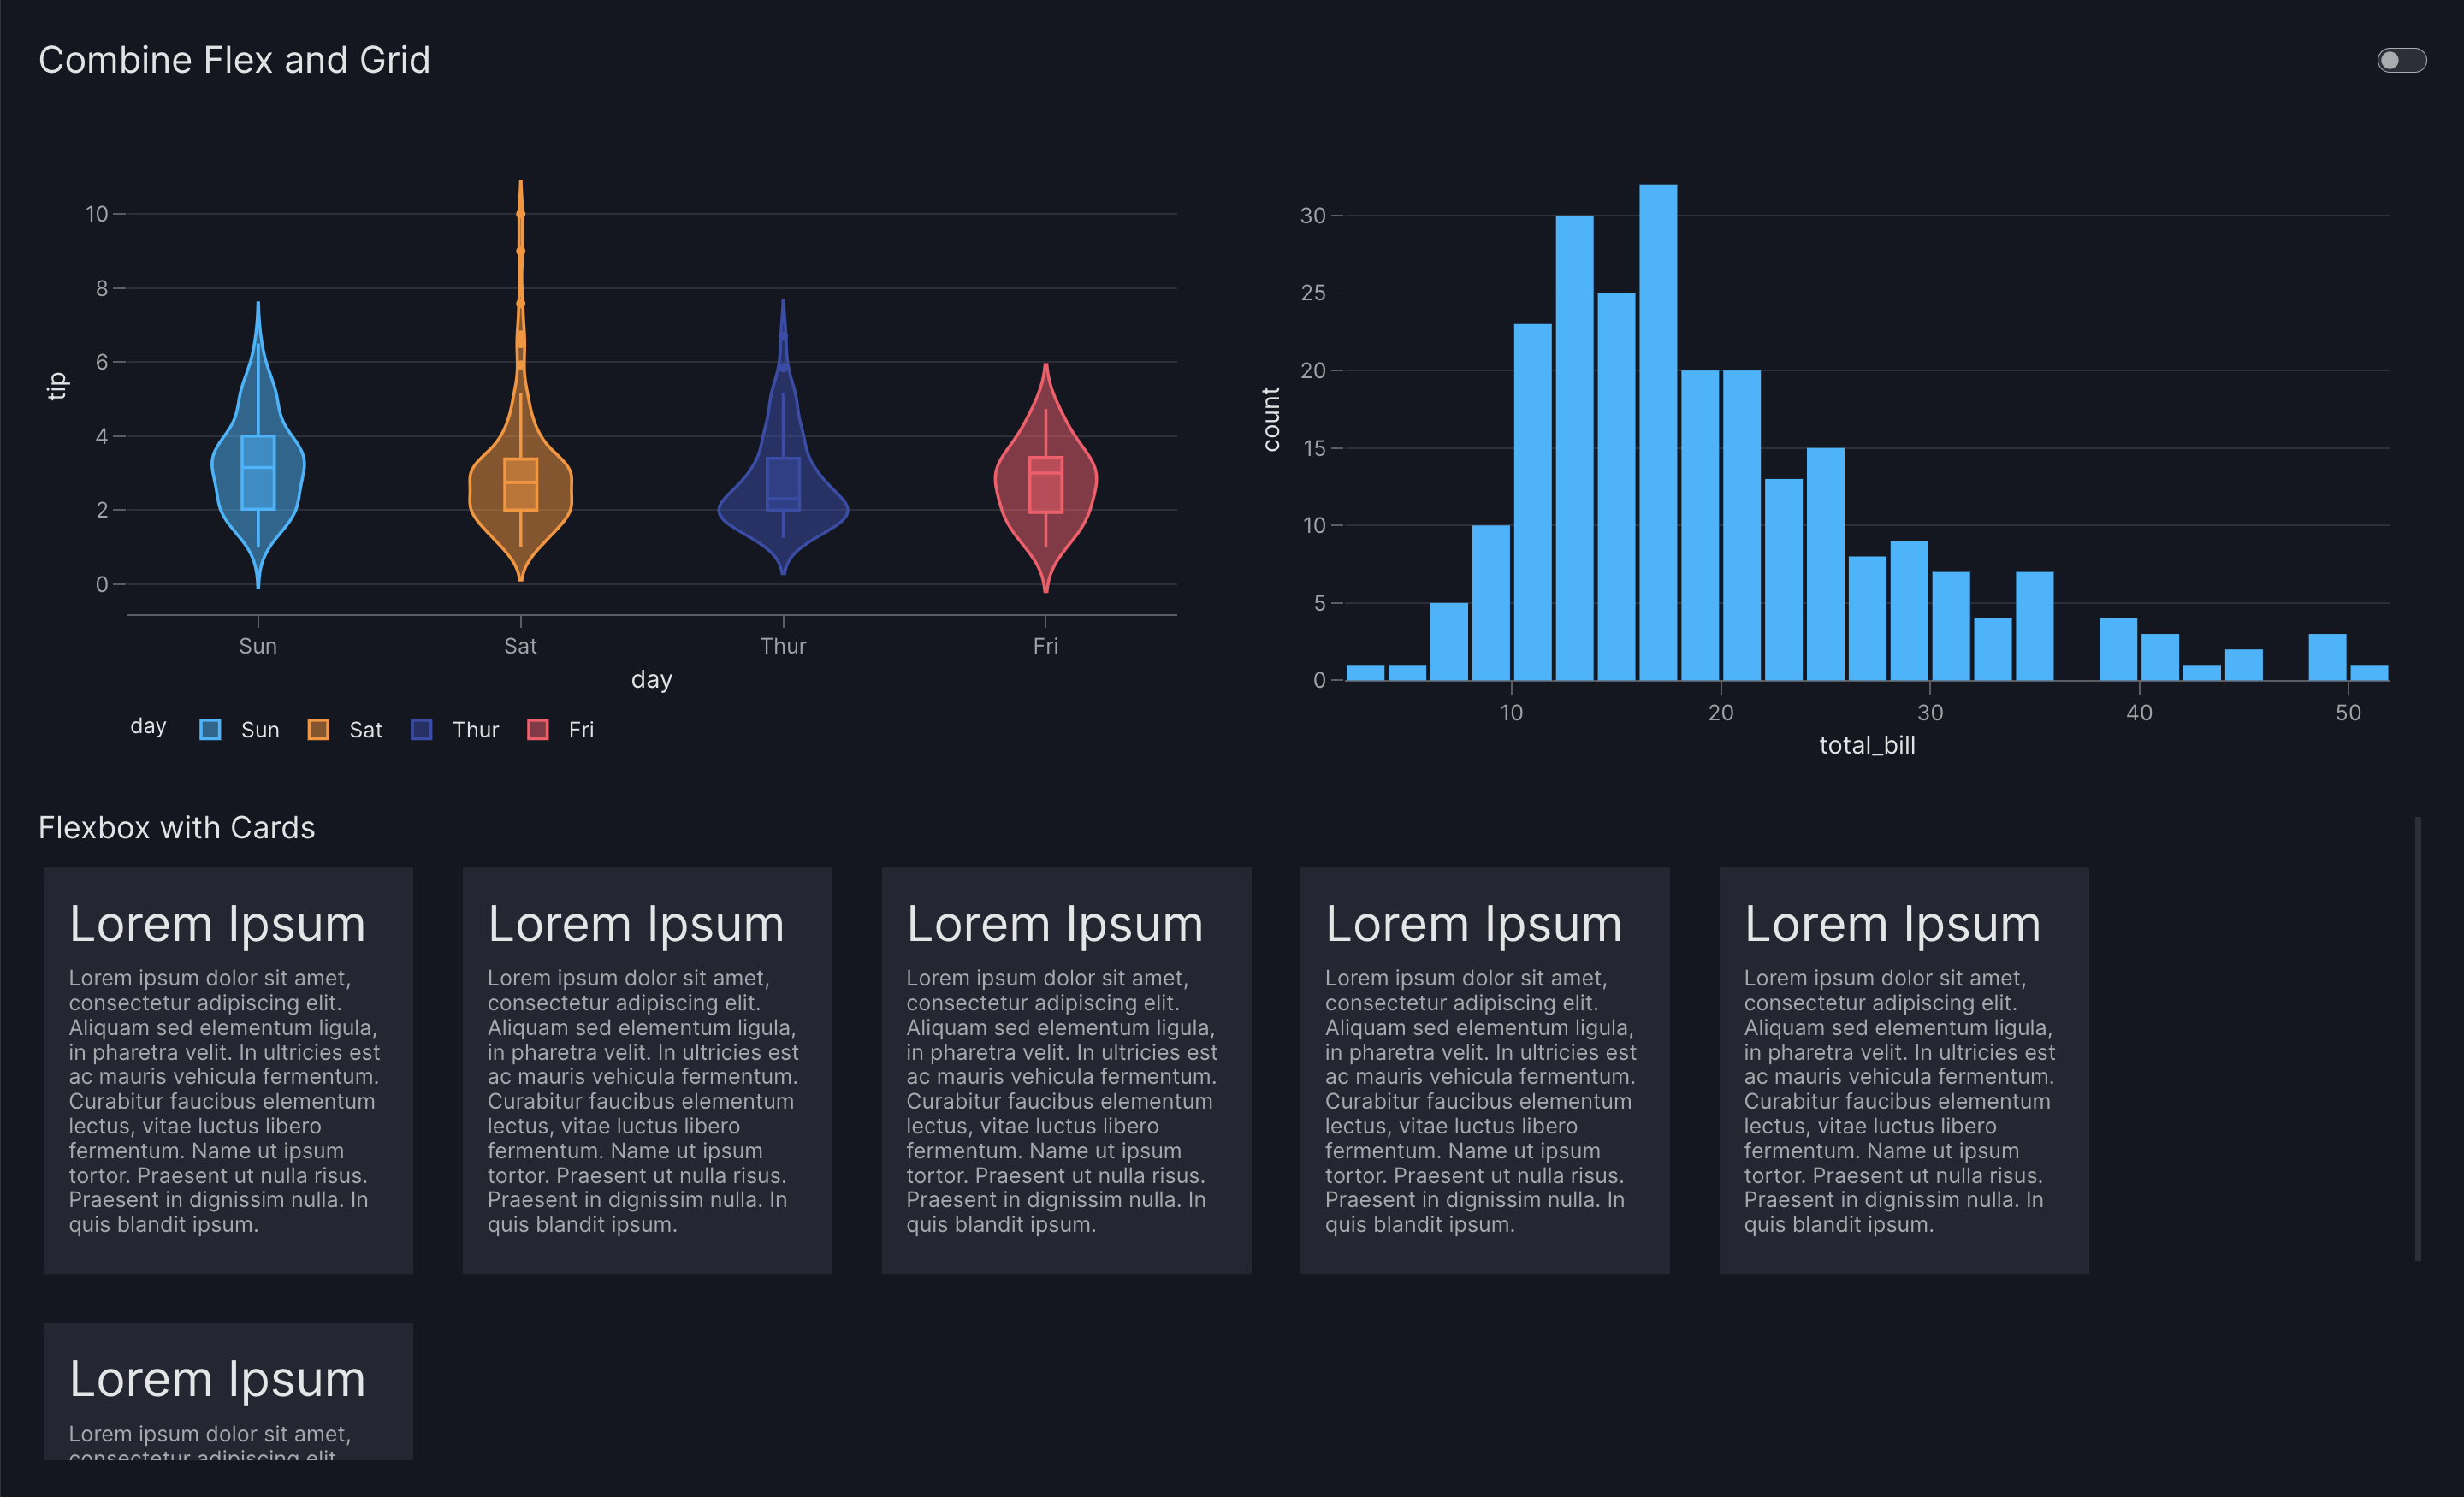 Combine Flex and Grid
10
8
6
4
2
0
tip
Sun
Sat
Thur
Fri
day
day Sun Sat Thur Fri
30
25
20
15
10
5
0
count
10
20
30
40
50
total_bill
Flexbox with Cards
Lorem Ipsum
Lorem ipsum dolor sit amet,
consectetur adipiscing elit.
Aliquam sed elementum ligula,
in pharetra velit. In ultricies est
ac mauris vehicula fermentum.
Curabitur faucibus elementum
lectus, vitae luctus libero
fermentum. Name ut ipsum
tortor. Praesent ut nulla risus.
Praesent in dignissim nulla. In
quis blandit ipsum.
Lorem Ipsum
Lorem ipsum dolor sit amet,
consectetur adipiscing elit.
Aliquam sed elementum ligula,
in pharetra velit. In ultricies est
ac mauris vehicula fermentum.
Curabitur faucibus elementum
lectus, vitae luctus libero
fermentum. Name ut ipsum
tortor. Praesent ut nulla risus.
Praesent in dignissim nulla. In
quis blandit ipsum.
Lorem Ipsum
Lorem ipsum dolor sit amet,
consectetur adipiscing elit.
Aliquam sed elementum ligula,
in pharetra velit. In ultricies est
ac mauris vehicula fermentum.
Curabitur faucibus elementum
lectus, vitae luctus libero
fermentum. Name ut ipsum
tortor. Praesent ut nulla risus.
Praesent in dignissim nulla. In
quis blandit ipsum.
Lorem Ipsum
Lorem ipsum dolor sit amet,
consectetur adipiscing elit.
Aliquam sed elementum ligula,
in pharetra velit. In ultricies est
ac mauris vehicula fermentum.
Curabitur faucibus elementum
lectus, vitae luctus libero
fermentum. Name ut ipsum
tortor. Praesent ut nulla risus.
Praesent in dignissim nulla. In
quis blandit ipsum.
Lorem Ipsum
Lorem ipsum dolor sit amet,
consectetur adipiscing elit.
Aliquam sed elementum ligula,
in pharetra velit. In ultricies est
ac mauris vehicula fermentum.
Curabitur faucibus elementum
lectus, vitae luctus libero
fermentum. Name ut ipsum
tortor. Praesent ut nulla risus.
Praesent in dignissim nulla. In
quis blandit ipsum.
Lorem Ipsum
Lorem ipsum dolor sit amet,
consectetur adipiscing elit